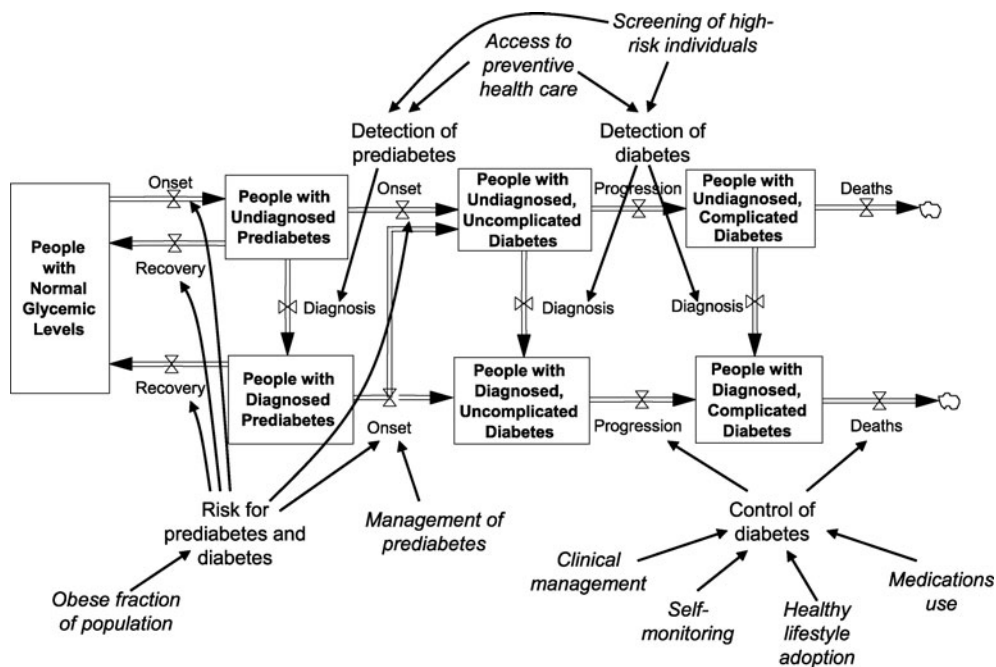 Screening of high-
risk individuals
Access to
preventive
health care
Detection of
prediabetes
Detection of
diabetes
Onset
People with
Undiagnosed
Prediabetes
Onset
People with
Undiagnosed,
Uncomplicated
Diabetes
Progression
People with
Undiagnosed,
Complicated
Diabetes
Deaths
People
with
Normal
Glycemic
Levels
Recovery
Diagnosis
Diagnosis
Diagnosis
Recovery
People with
Diagnosed
Prediabetes
Onset
People with
Diagnosed,
Uncomplicated
Diabetes
Progression
People with
Diagnosed,
Complicated
Diabetes
Deaths
Risk for
prediabetes and
diabetes
Management of
prediabetes
Control of
diabetes
Obese fraction
of population
Clinical
management
Self-
monitoring
Healthy
lifestyle
adoption
Medications
use